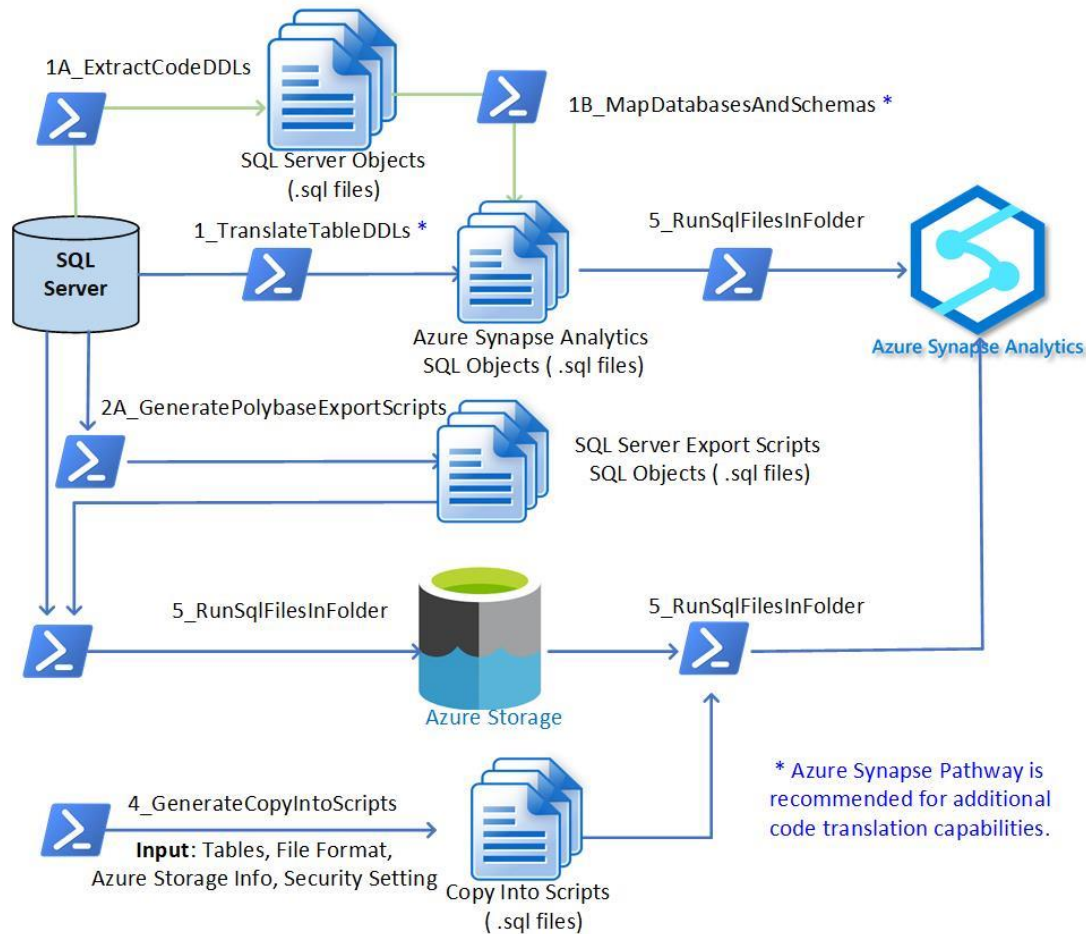 1A_ExtractCodeDDLs
1B_MapDatabasesAndSchemas *
SQL Server Objects
(.sql files)
SQL
Server
1_TranslateTableDDLs *
5_RunSqlFilesInFolder
Azure Synapse Analytics
SQL Objects ( .sql files)
Azure Synapse Analytics
2A_GeneratePolybaseExportScripts
SQL Server Export Scripts
SQL Objects ( .sql files)
5_RunSqlFilesInFolder
5_RunSqlFilesInFolder
Azure Storage
4_GenerateCopyIntoScripts
Input: Tables, File Format,
Azure Storage Info, Security Setting
Copy Into Scripts
( .sql files)
* Azure Synapse Pathway is
recommended for additional
code translation capabilities.